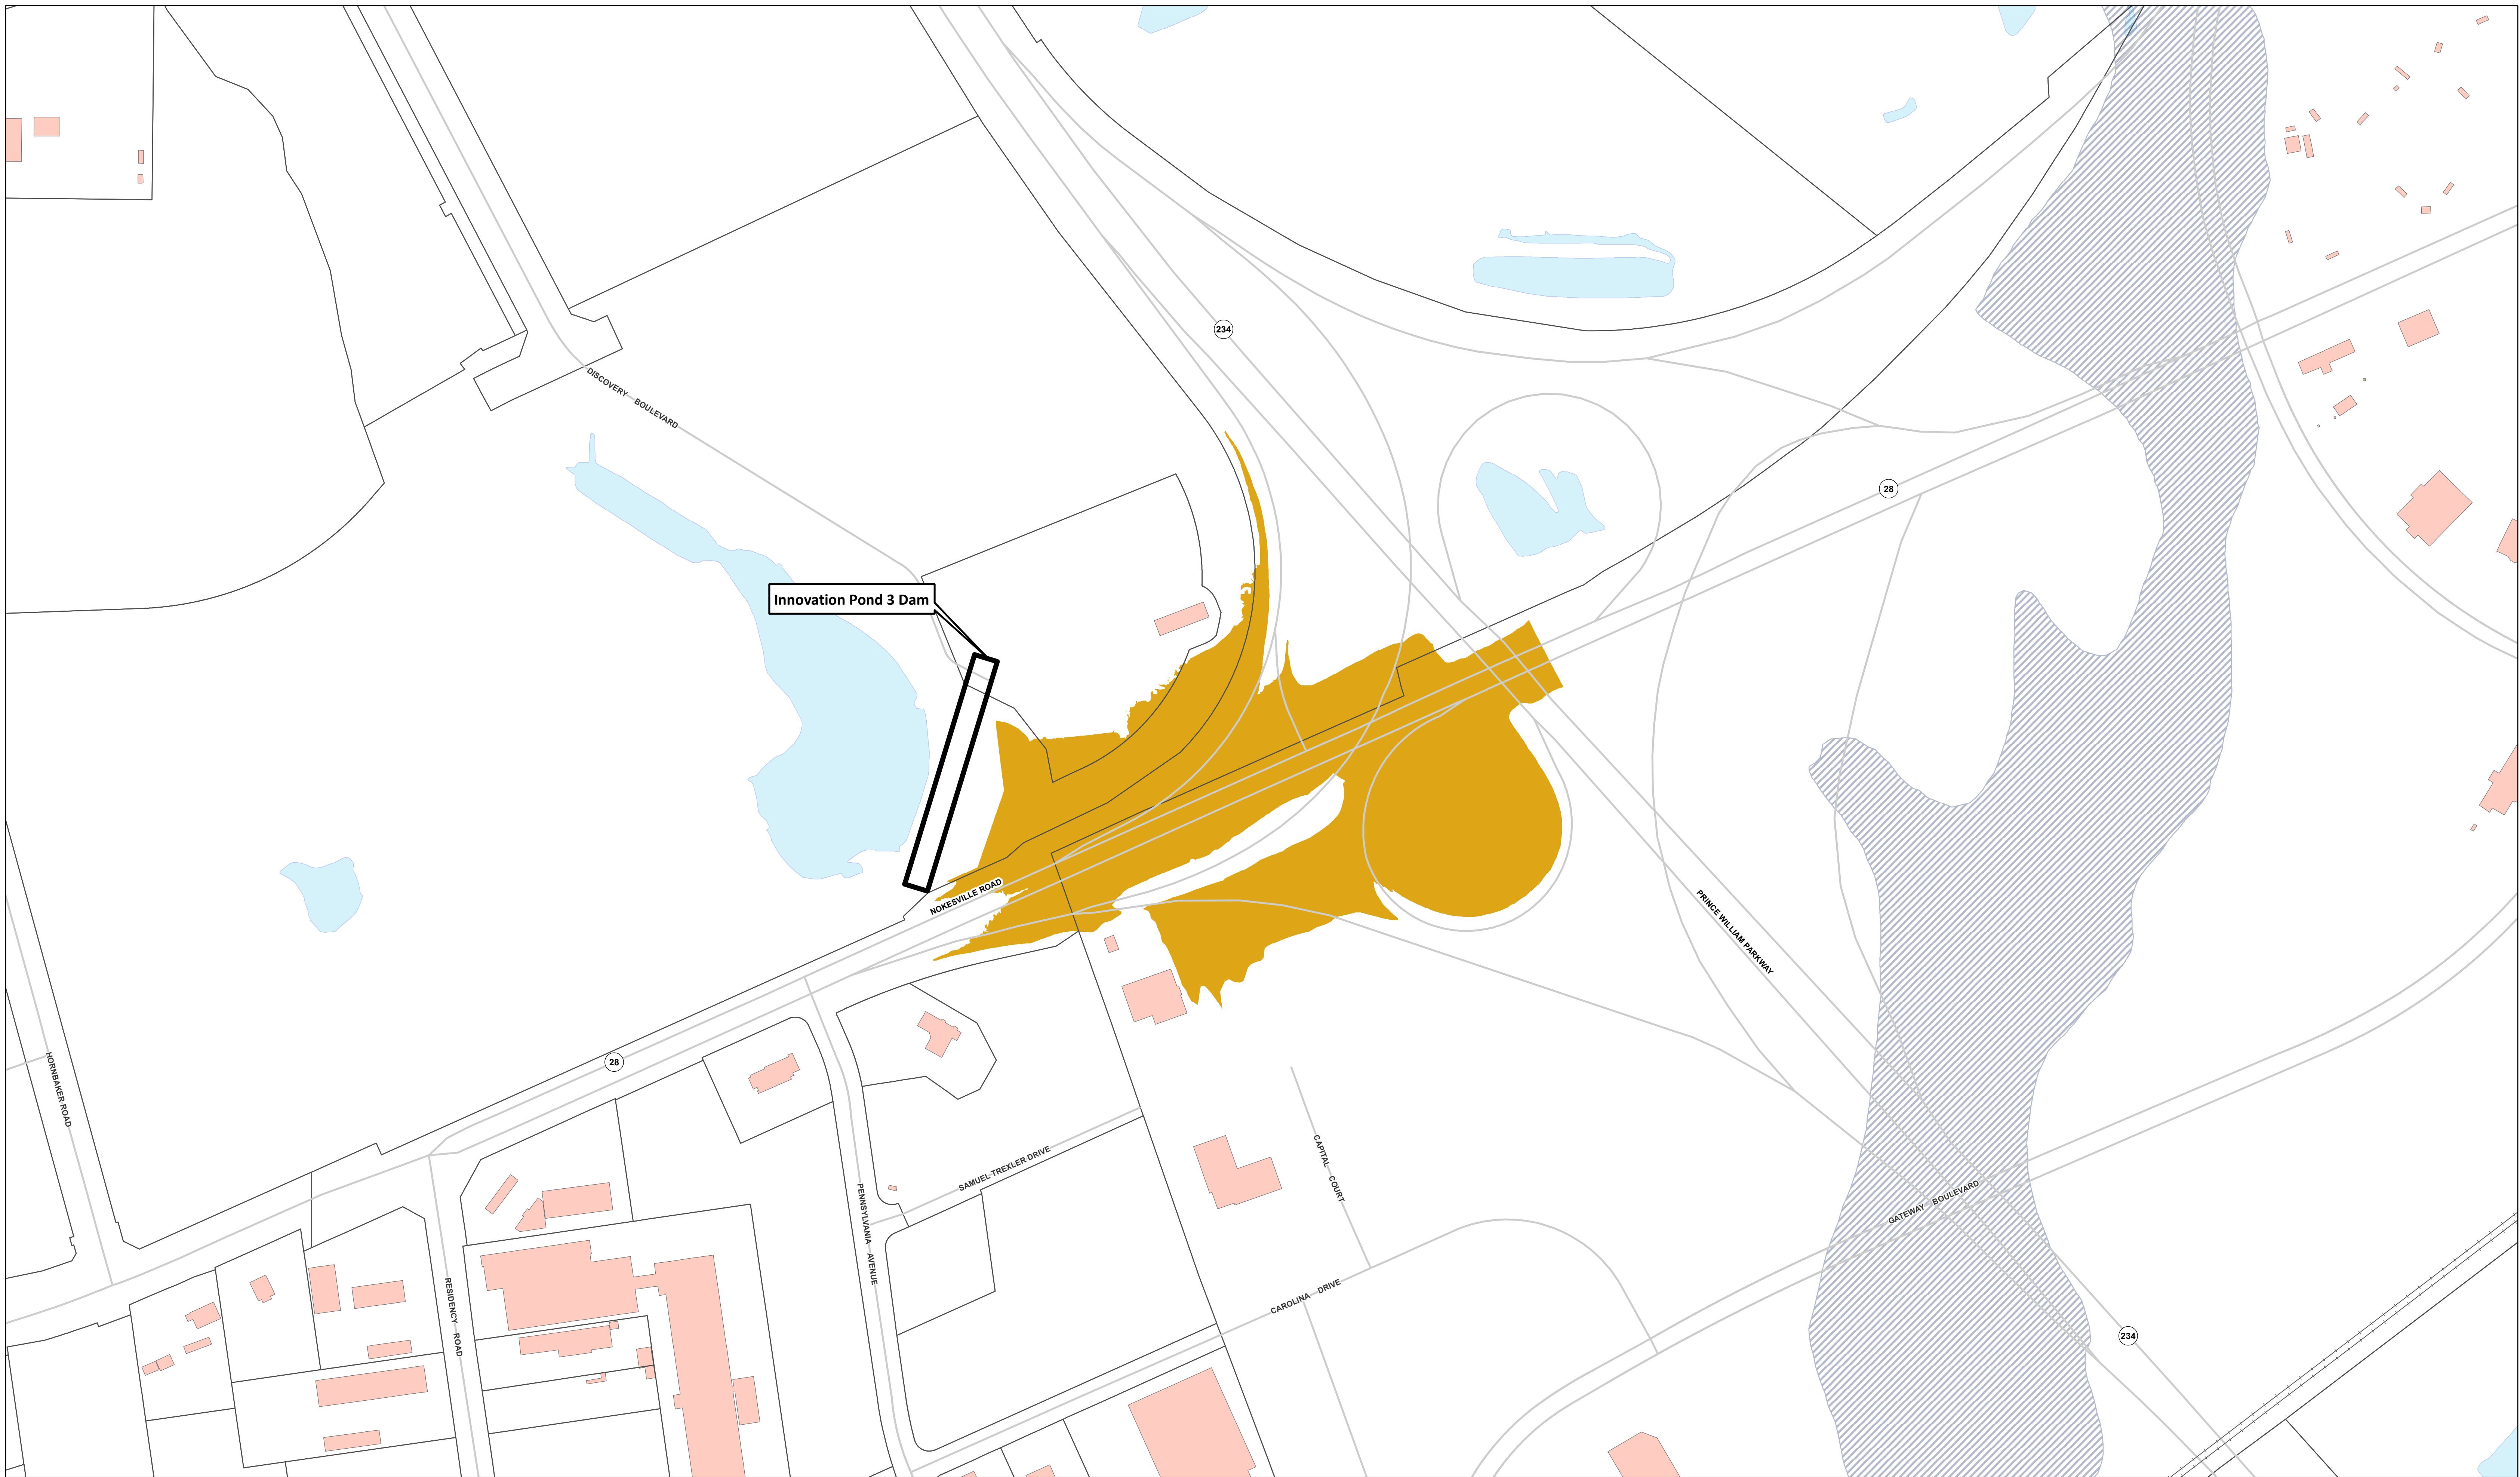 234
DISCOVERY BOULEVARD
28
Innovation Pond 3 Dam
NOKESVILLE ROAD
PRINCE WILLIAM PARKWAY
28
HORNBAKER ROAD
SAMUEL TREXLER DRIVE
CAPITAL COURT
PENNSYLVANIA AVENUE
GATEWAY BOULEVARD
RESIDENCY ROAD
CAROLINA DRIVE
234